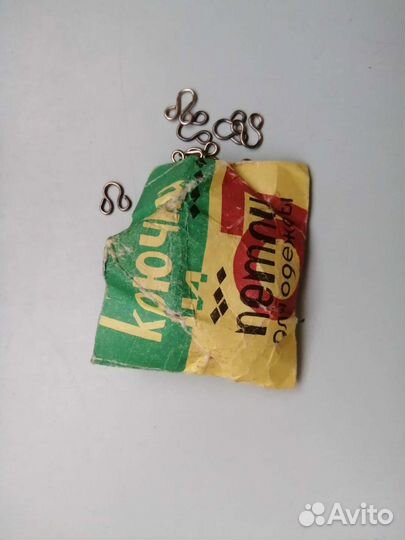 крючки
и
петли
для одежды
Avito